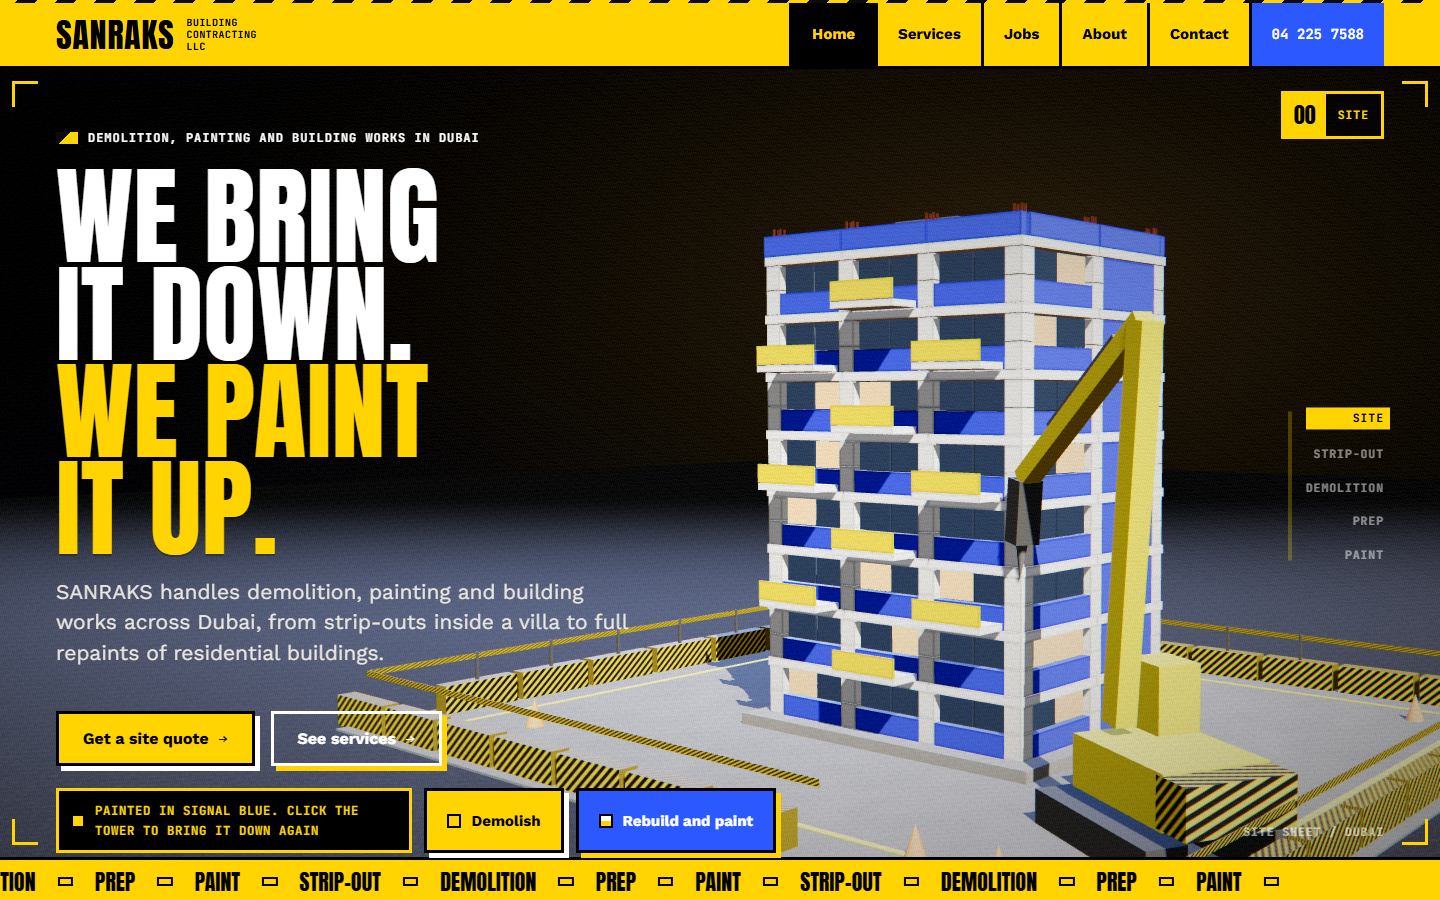 SANRAKS
BUILDING
CONTRACTING
LLC
Home
Services
Jobs
About
Contact
04 225 7588
00
SITE
DEMOLITION, PAINTING AND BUILDING WORKS IN DUBAI
WE BRING
IT DOWN.
WE PAINT
IT UP.
SITE
STRIP-OUT
DEMOLITION
PREP
PAINT
SANRAKS handles demolition, painting and building
works across Dubai, from strip-outs inside a villa to full
repaints of residential buildings.
Get a site quote →
See services →
PAINTED IN SIGNAL BLUE. CLICK THE
TOWER TO BRING IT DOWN AGAIN
Demolish
Rebuild and paint
SITE SHEET / DUBAI
TION PREP PAINT STRIP-OUT DEMOLITION PREP PAINT STRIP-OUT DEMOLITION PREP PAINT